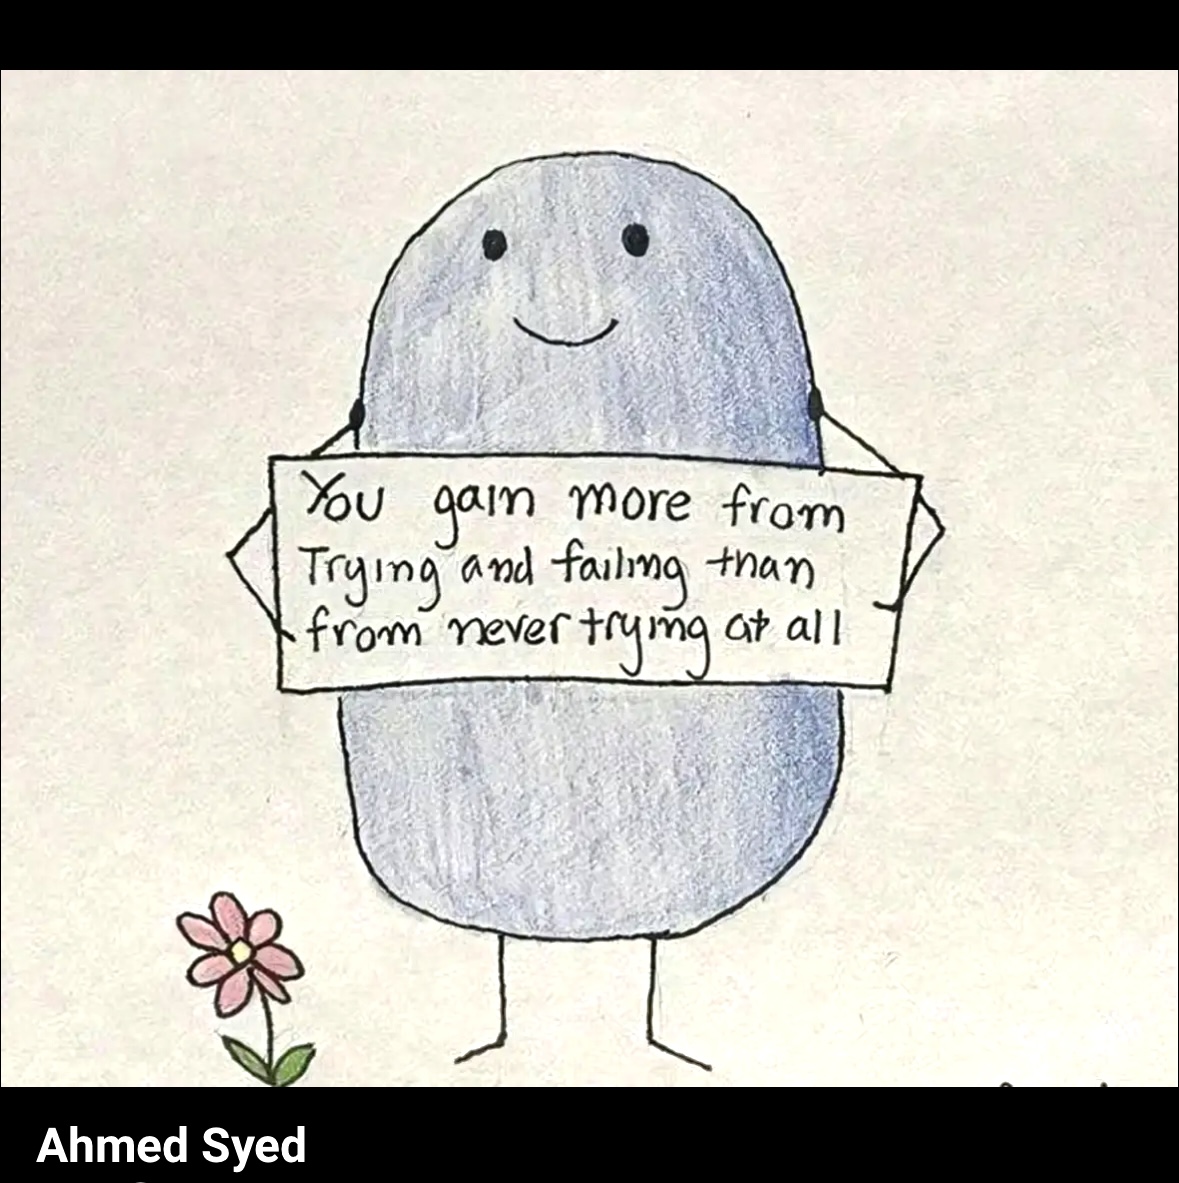 You gain more from
Trying and failing than
from never trying at all
Ahmed Syed